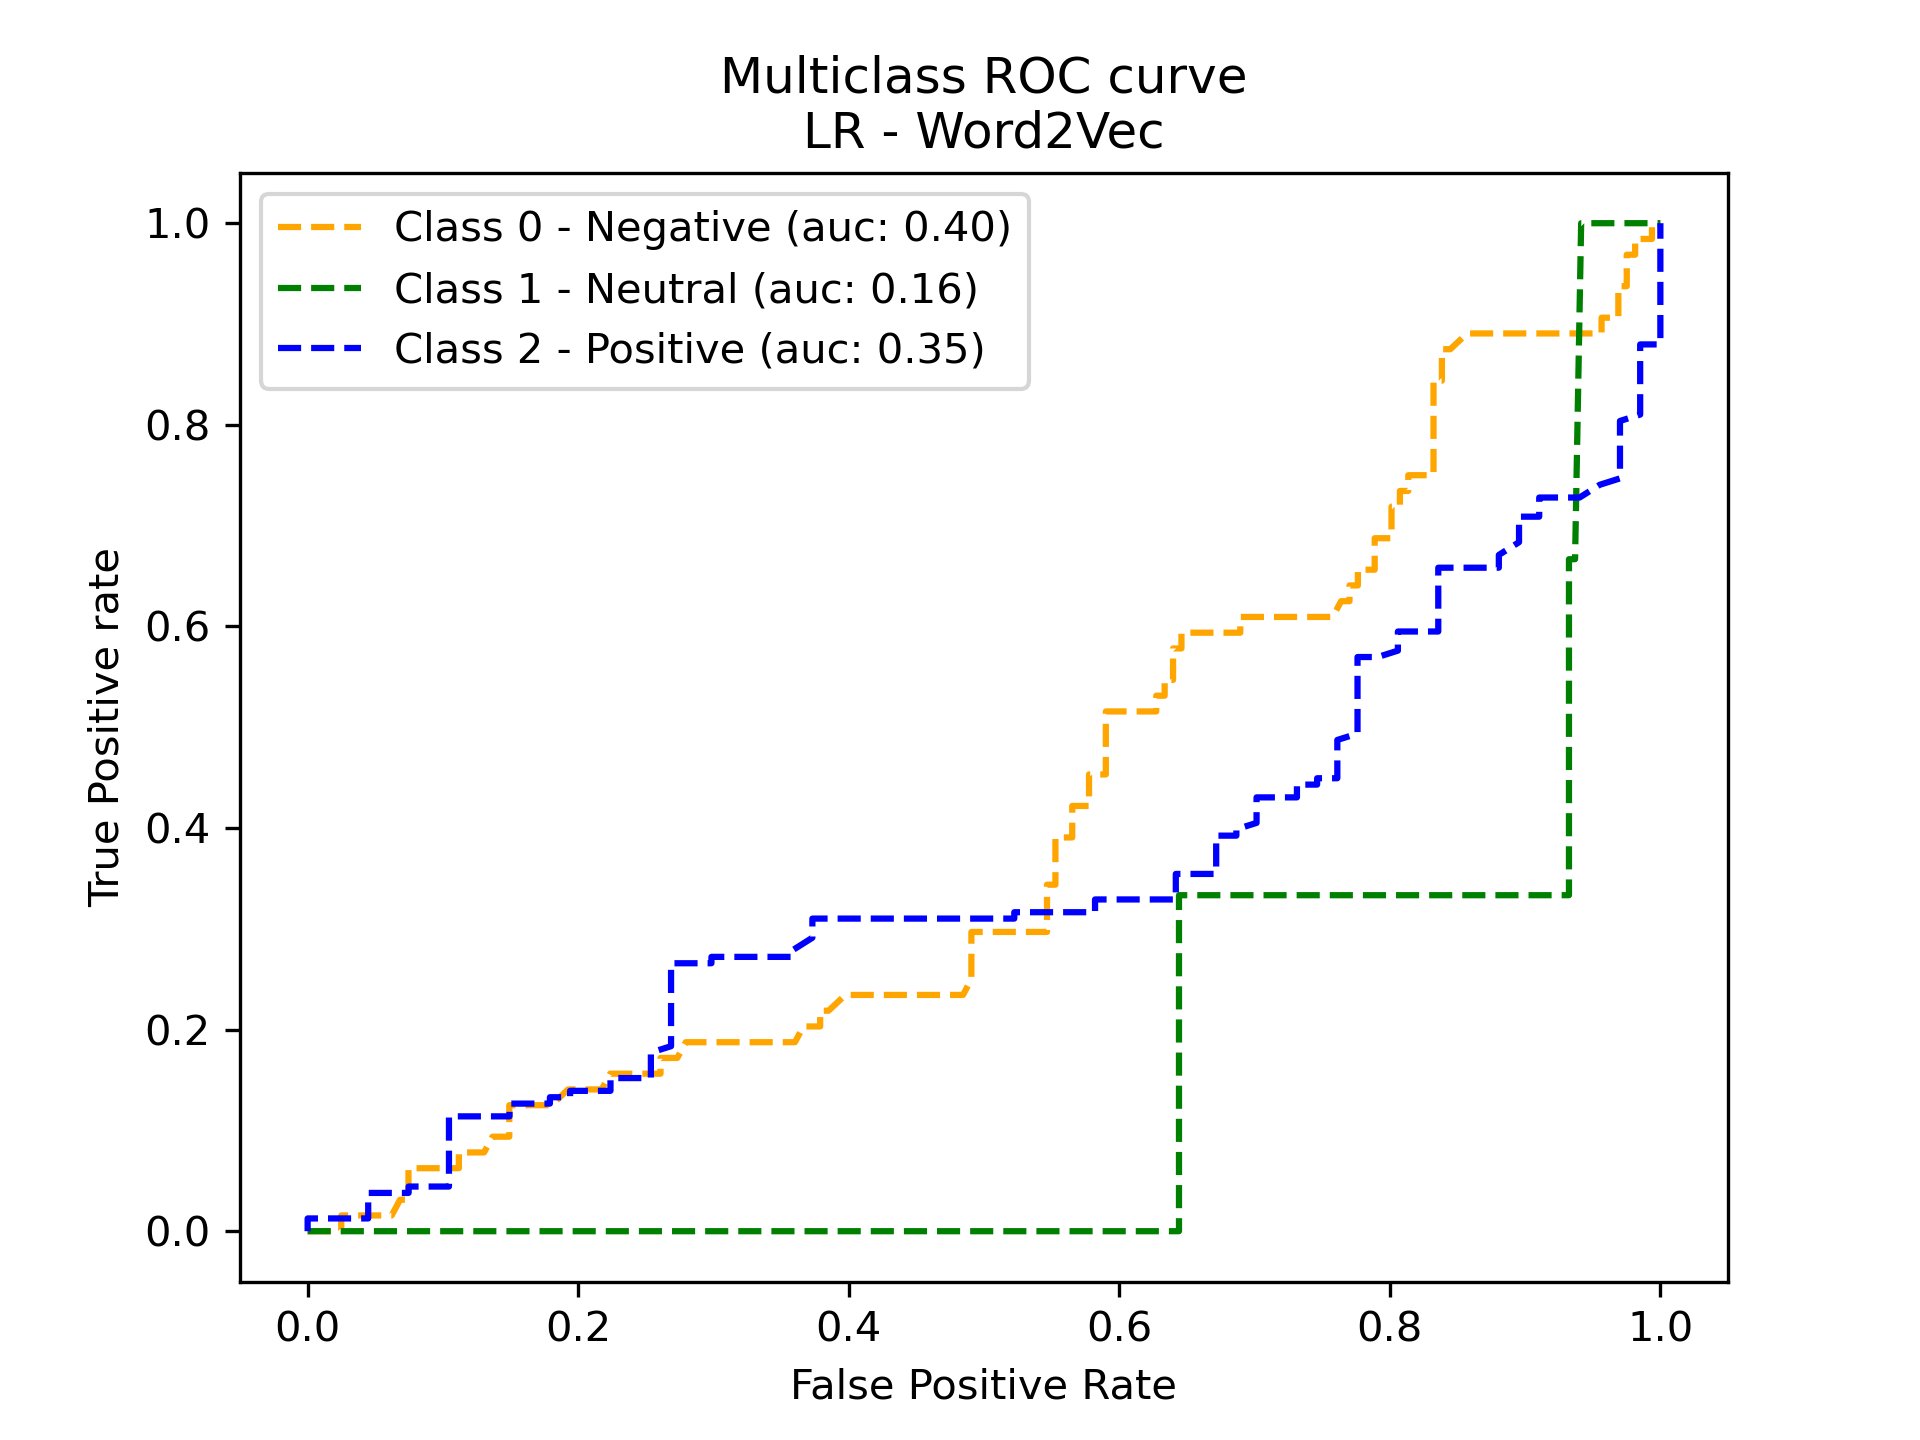 Multiclass ROC curve
LR - Word2Vec
Class 0 - Negative (auc: 0.40)
Class 1 - Neutral (auc: 0.16)
Class 2 - Positive (auc: 0.35)
1.0
0.8
0.6
0.4
0.2
0.0
True Positive rate
0.0 0.2 0.4 0.6 0.8 1.0
False Positive Rate